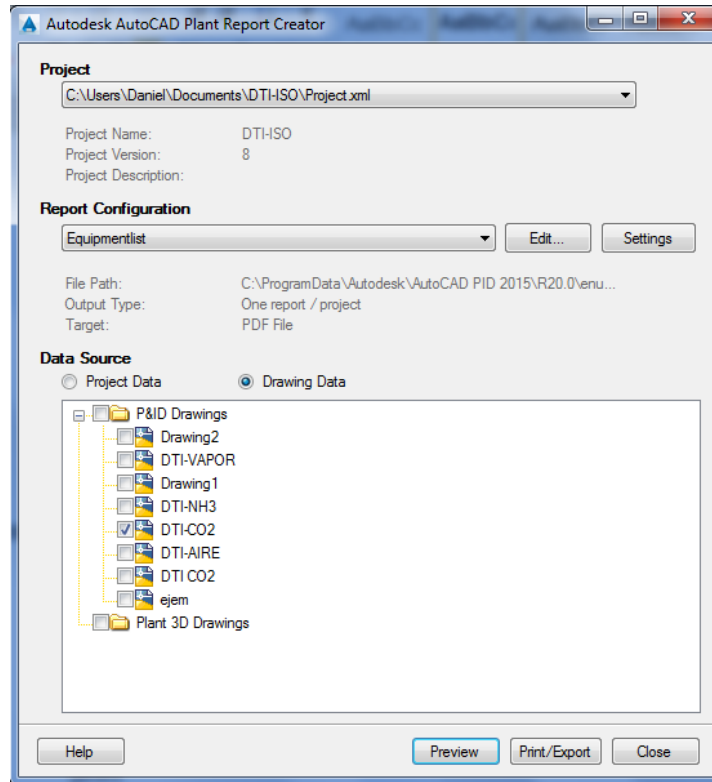 Autodesk AutoCAD Plant Report Creator
Project
C:\Users\Daniel\Documents\DTI-ISO\Project.xml
Project Name: DTI-ISO
Project Version: 8
Project Description:
Report Configuration
Equipmentlist Edit... Settings
File Path: C:\ProgramData\Autodesk\AutoCAD PID 2015\R20.0\enu...
Output Type: One report / project
Target: PDF File
Data Source
Project Data Drawing Data
P&ID Drawings
Drawing2
DTI-VAPOR
Drawing1
DTI-NH3
DTI-CO2
DTI-AIRE
DTI CO2
ejem
Plant 3D Drawings
Help Preview Print/Export Close